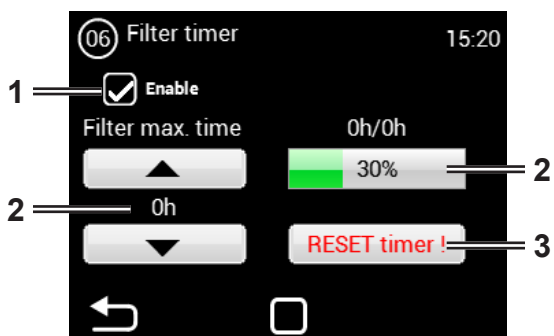 06 Filter timer 15:20
1 Enable
Filter max. time 0h/0h
30% 2
2 0h
RESET timer ! 3